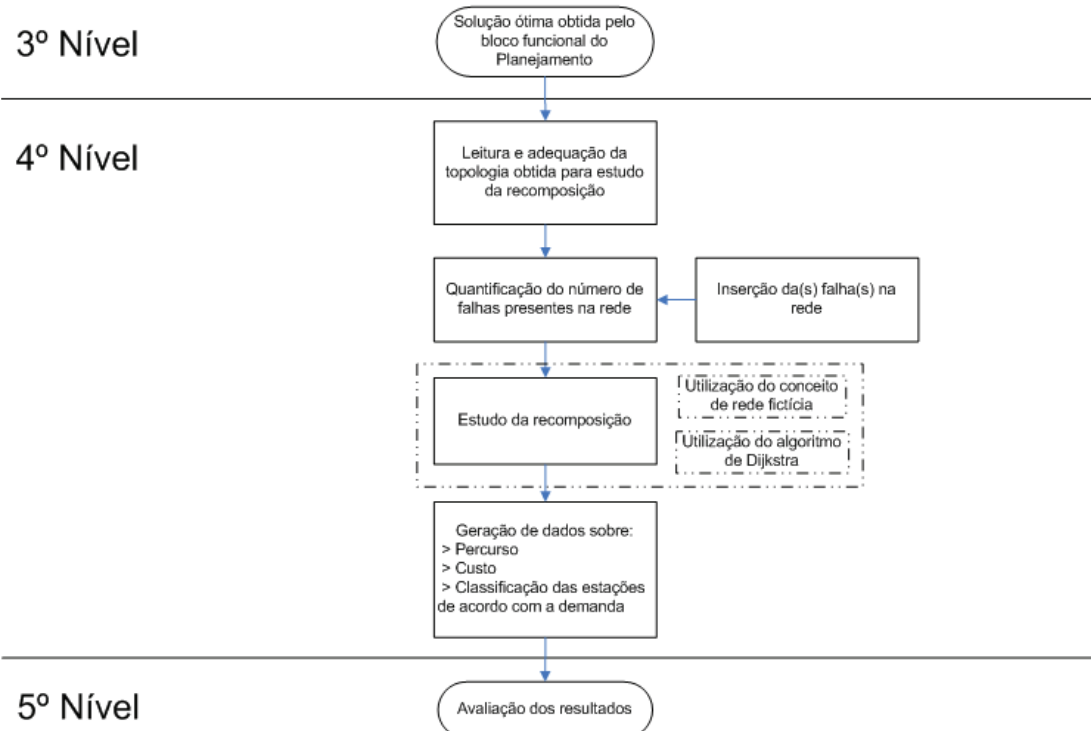 3º Nível
Solução ótima obtida pelo
bloco funcional do
Planejamento
4º Nível
Leitura e adequação da
topologia obtida para estudo
da recomposição
Quantificação do número de
falhas presentes na rede
Inserção da(s) falha(s) na
rede
Estudo da recomposição
Utilização do conceito
de rede fictícia
Utilização do algoritmo
de Dijkstra
Geração de dados sobre:
> Percurso
> Custo
> Classificação das estações
de acordo com a demanda
5º Nível
Avaliação dos resultados